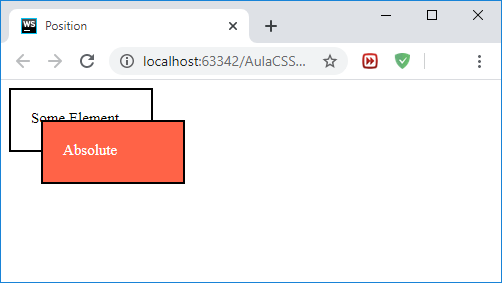 WS
Position
localhost:63342/AulaCSS...
Some Element
Absolute